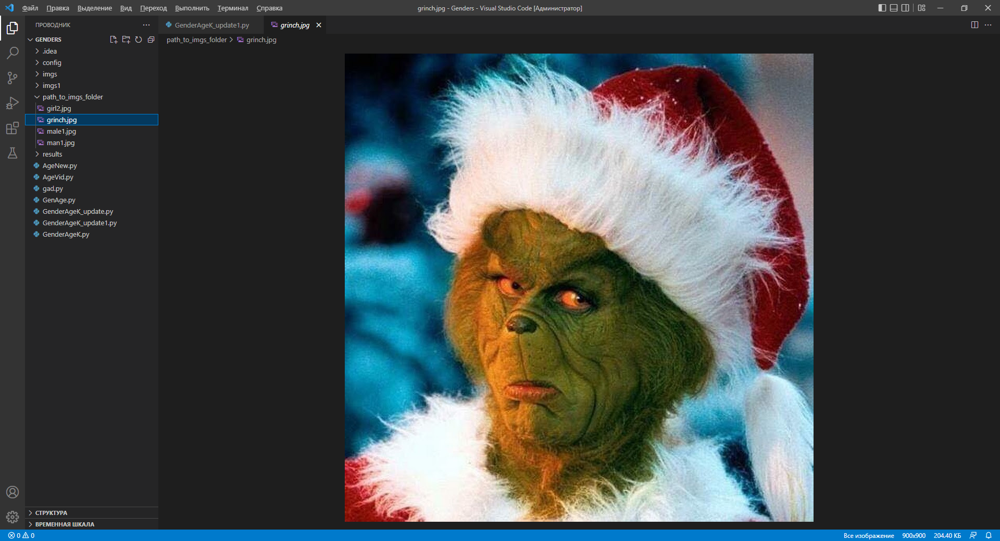 Файл Правка Выделение Вид Переход Выполнить Терминал Справка
grinch.jpg - Genders - Visual Studio Code [Администратор]
ПРОВОДНИК
GenderAgeK_update1.py
grinch.jpg
path_to_imgs_folder
grinch.jpg
GENDERS
.idea
config
imgs
imgs1
path_to_imgs_folder
girl2.jpg
grinch.jpg
male1.jpg
man1.jpg
results
AgeNew.py
AgeVid.py
gad.py
GenAge.py
GenderAgeK_update.py
GenderAgeK_update1.py
GenderAgeK.py
СТРУКТУРА
ВРЕМЕННАЯ ШКАЛА
0 0
Все изображение 900x900 204.40 КБ